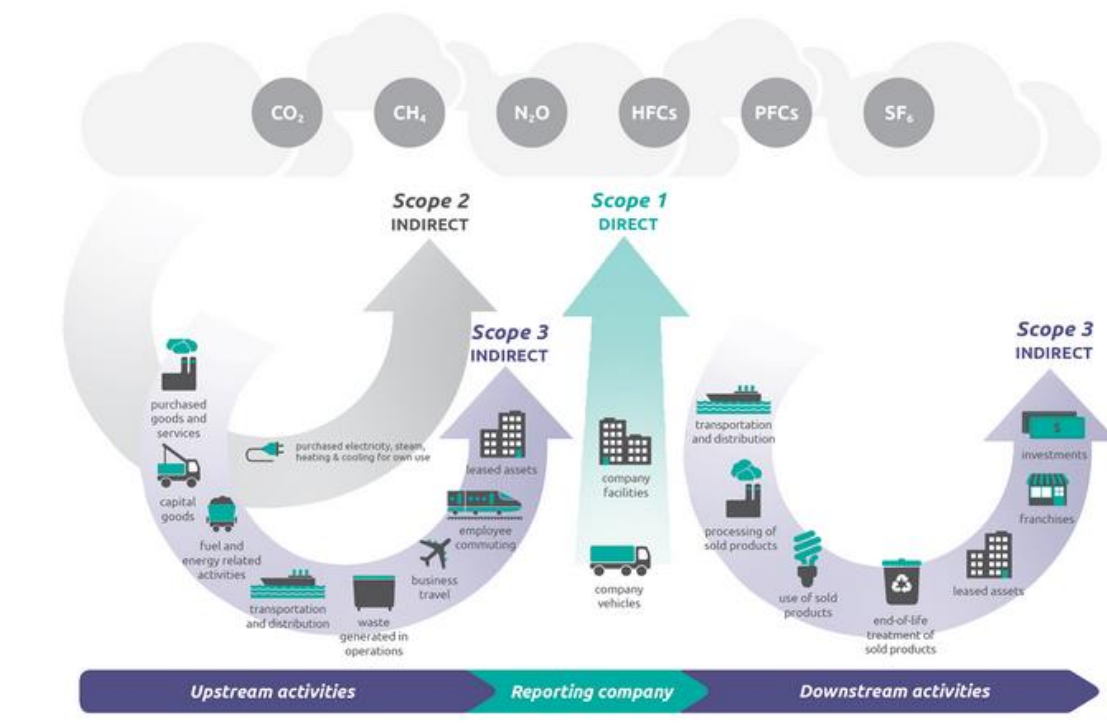 CO₂
CH₄
N₂O
HFCs
PFCs
SF₆
Scope 2
INDIRECT
Scope 1
DIRECT
Scope 3
INDIRECT
Scope 3
INDIRECT
purchased
goods and
services
capital
goods
fuel and
energy related
activities
transportation
and distribution
waste
generated in
operations
business
travel
employee
commuting
leased assets
purchased electricity, steam,
heating & cooling for own use
company
facilities
company
vehicles
transportation
and distribution
processing of
sold products
use of sold
products
end-of-life
treatment of
sold products
leased assets
franchises
investments
$
Upstream activities
Reporting company
Downstream activities